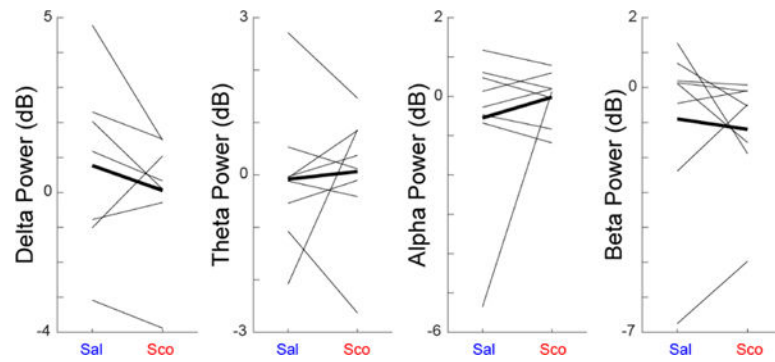 Delta Power (dB)
5
0
-4
Sal Sco
Theta Power (dB)
3
0
-3
Sal Sco
Alpha Power (dB)
2
0
-6
Sal Sco
Beta Power (dB)
2
0
-7
Sal Sco